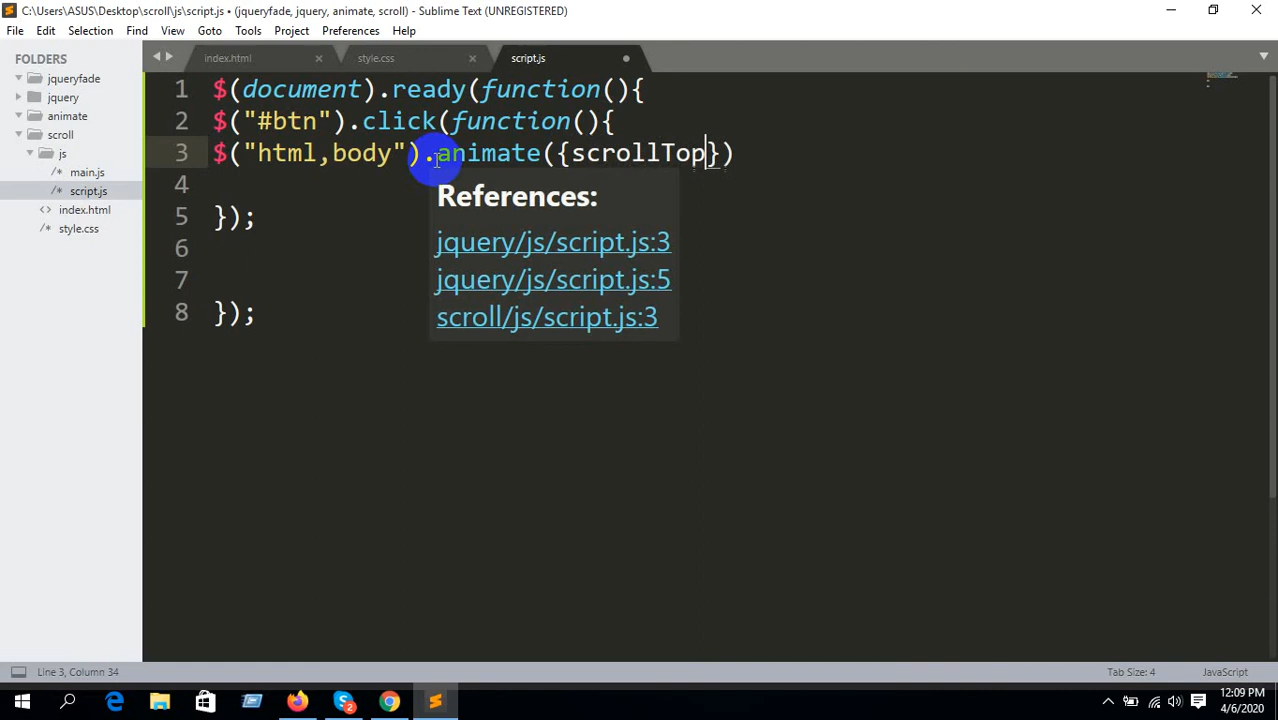 C:\Users\ASUS\Desktop\scroll\js\script.js • (jqueryfade, jquery, animate, scroll) - Sublime Text (UNREGISTERED)
File Edit Selection Find View Goto Tools Project Preferences Help
FOLDERS
jqueryfade
jquery
animate
scroll
js
/* main.js
/* script.js
<> index.html
/* style.css
index.html × style.css × script.js
1 $(document).ready(function(){
2 $("#btn").click(function(){
3 $("html,body").animate({scrollTop})
4
5 });
6
7
8 });
References:
jquery/js/script.js:3
jquery/js/script.js:5
scroll/js/script.js:3
Line 3, Column 34
Tab Size: 4
JavaScript
2
12:09 PM
4/6/2020